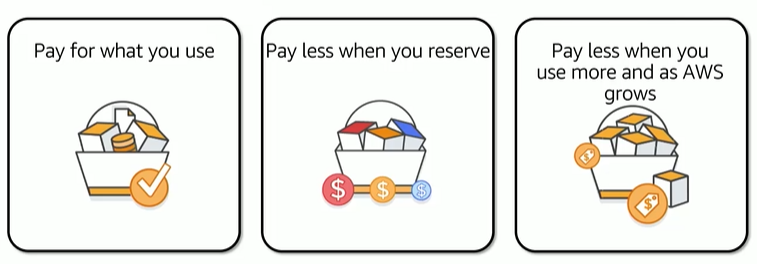 Pay for what you use
Pay less when you reserve
Pay less when you
use more and as AWS
grows
$
$
$
$
$